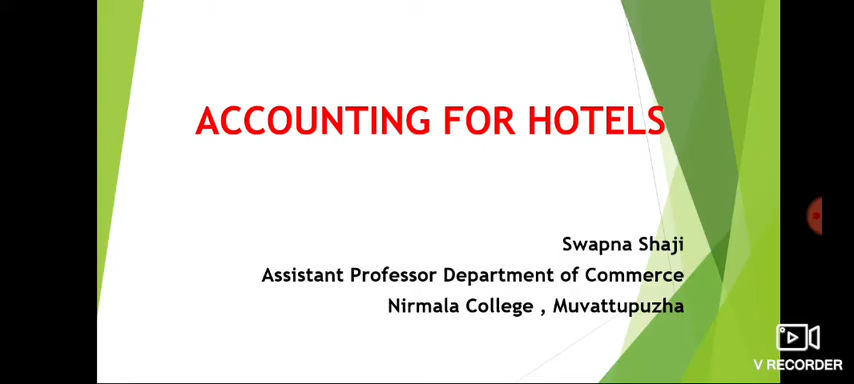 ACCOUNTING FOR HOTELS
Swapna Shaji
Assistant Professor Department of Commerce
Nirmala College , Muvattupuzha
V RECORDER